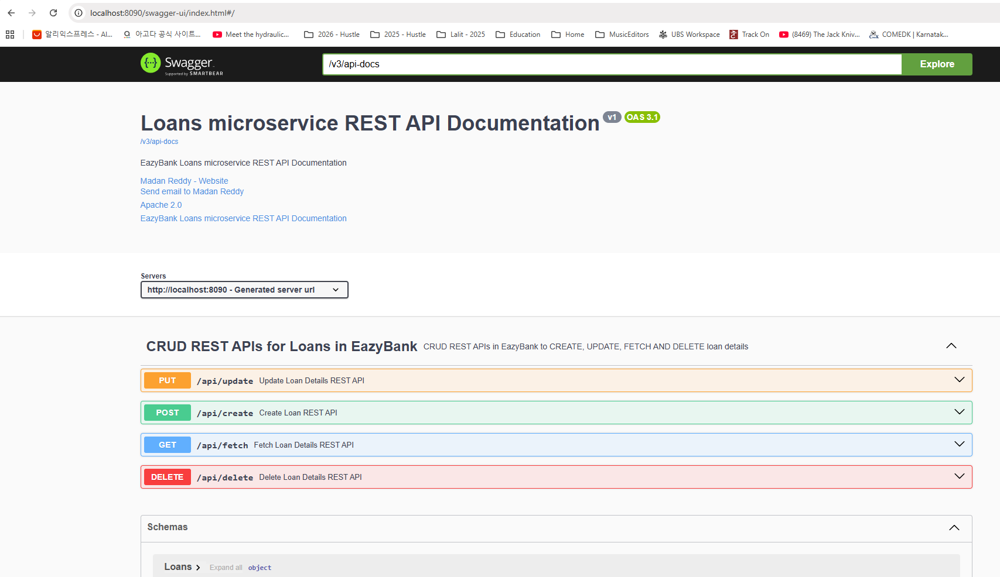 localhost:8090/swagger-ui/index.html#/
알리익스프레스 - Al... 아고다 공식 사이트... Meet the hydraulic... 2026 - Hustle 2025 - Hustle Lalit - 2025 Education Home MusicEditors UBS Workspace Track On (8469) The Jack Kniv... COMEDK | Karnatak...
{···} Swagger™ /v3/api-docs Explore
Supported by SMARTBEAR
Loans microservice REST API Documentation v1 OAS 3.1
/v3/api-docs
EazyBank Loans microservice REST API Documentation
Madan Reddy - Website
Send email to Madan Reddy
Apache 2.0
EazyBank Loans microservice REST API Documentation
Servers
http://localhost:8090 - Generated server url
CRUD REST APIs for Loans in EazyBank CRUD REST APIs in EazyBank to CREATE, UPDATE, FETCH AND DELETE loan details
PUT /api/update Update Loan Details REST API
POST /api/create Create Loan REST API
GET /api/fetch Fetch Loan Details REST API
DELETE /api/delete Delete Loan Details REST API
Schemas
Loans Expand all object